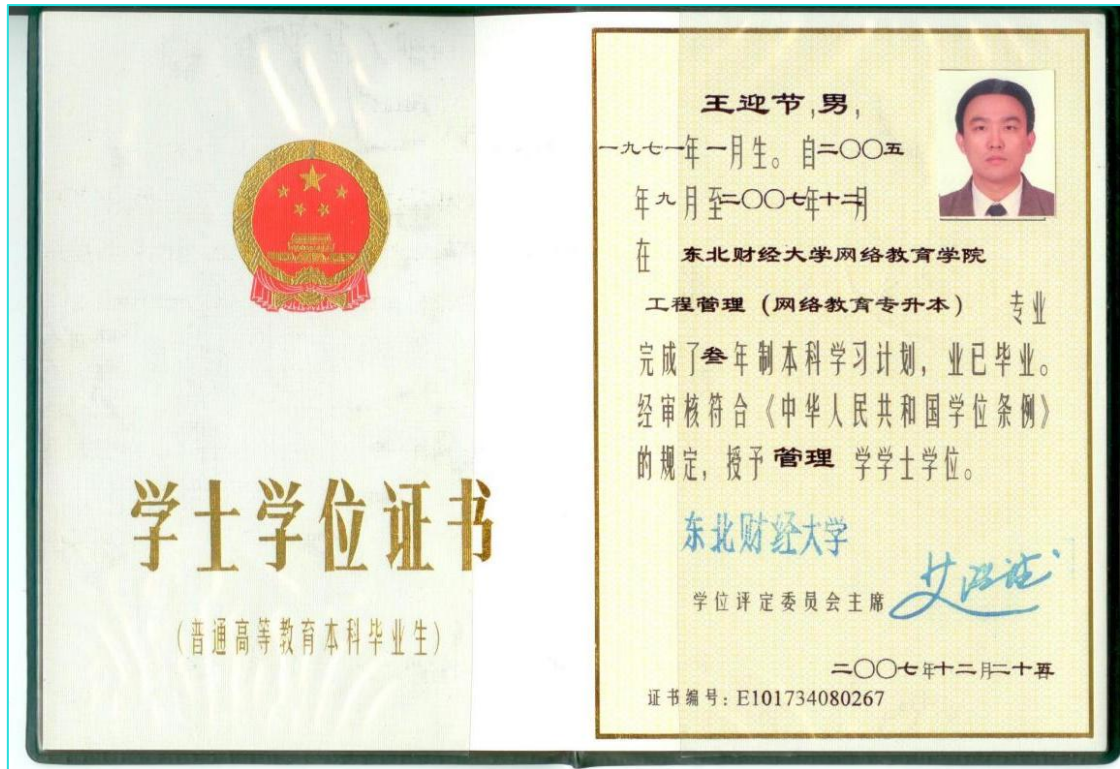 学士学位证书
(普通高等教育本科毕业生)
王迎节,男,
一九七一年一月生。自二〇〇五
年九月至二〇〇七年十二月
在 东北财经大学网络教育学院
工程管理（网络教育专升本） 专业
完成了叁年制本科学习计划，业已毕业。
经审核符合《中华人民共和国学位条例》
的规定，授予 管理 学学士学位。
东北财经大学
学位评定委员会主席
二〇〇七年十二月二十五
证书编号：E101734080267